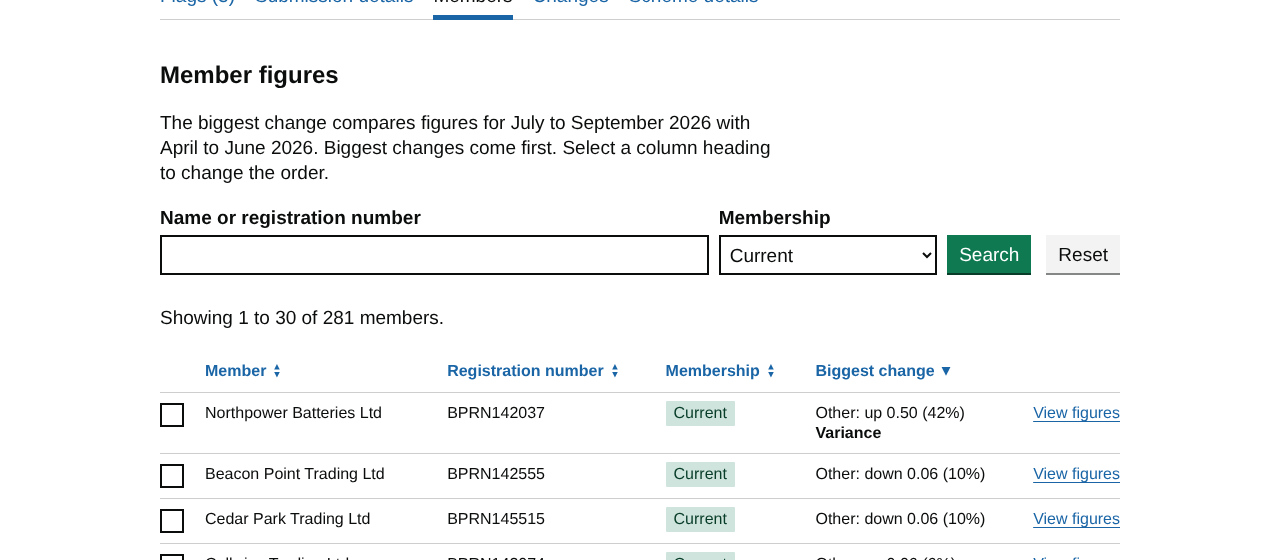 Members
Member figures
The biggest change compares figures for July to September 2026 with
April to June 2026. Biggest changes come first. Select a column heading
to change the order.
Name or registration number Membership
Current Search Reset
Showing 1 to 30 of 281 members.
Member Registration number Membership Biggest change ▼
Northpower Batteries Ltd BPRN142037 Current Other: up 0.50 (42%) View figures
Variance
Beacon Point Trading Ltd BPRN142555 Current Other: down 0.06 (10%) View figures
Cedar Park Trading Ltd BPRN145515 Current Other: down 0.06 (10%) View figures